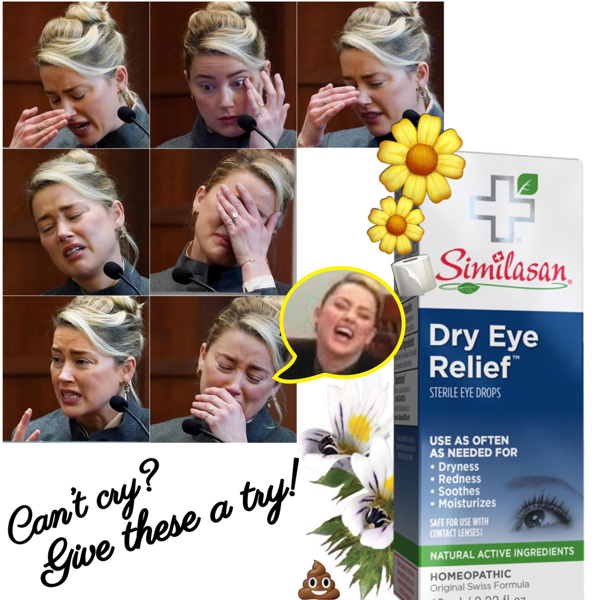 Similasan®
Dry Eye
Relief™
STERILE EYE DROPS
USE AS OFTEN
AS NEEDED FOR
• Dryness
• Redness
• Soothes
• Moisturizes
SAFE FOR USE WITH
CONTACT LENSES!
NATURAL ACTIVE INGREDIENTS
HOMEOPATHIC
Original Swiss Formula
Can't cry?
Give these a try!